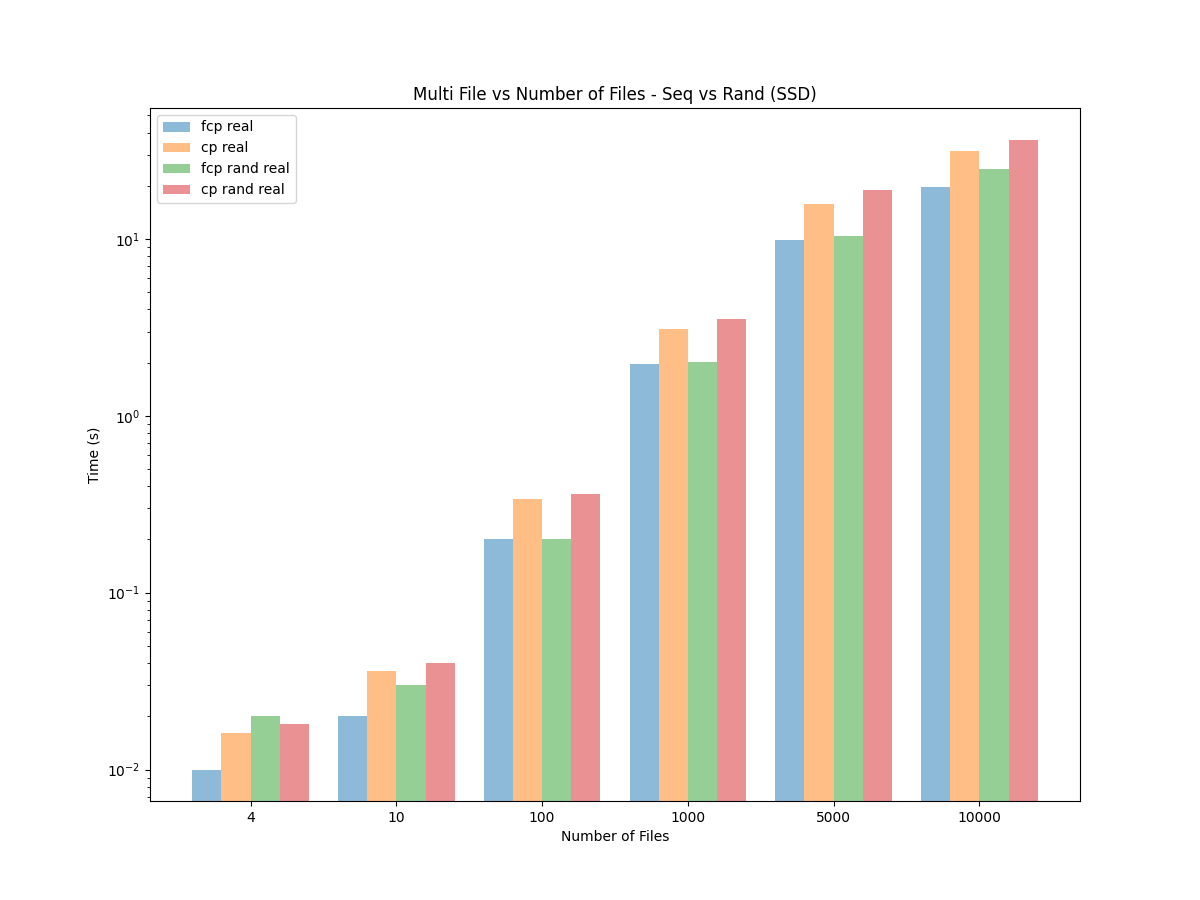 Multi File vs Number of Files - Seq vs Rand (SSD)
fcp real
cp real
fcp rand real
cp rand real
Time (s)
10¹
10⁰
10⁻¹
10⁻²
4 10 100 1000 5000 10000
Number of Files